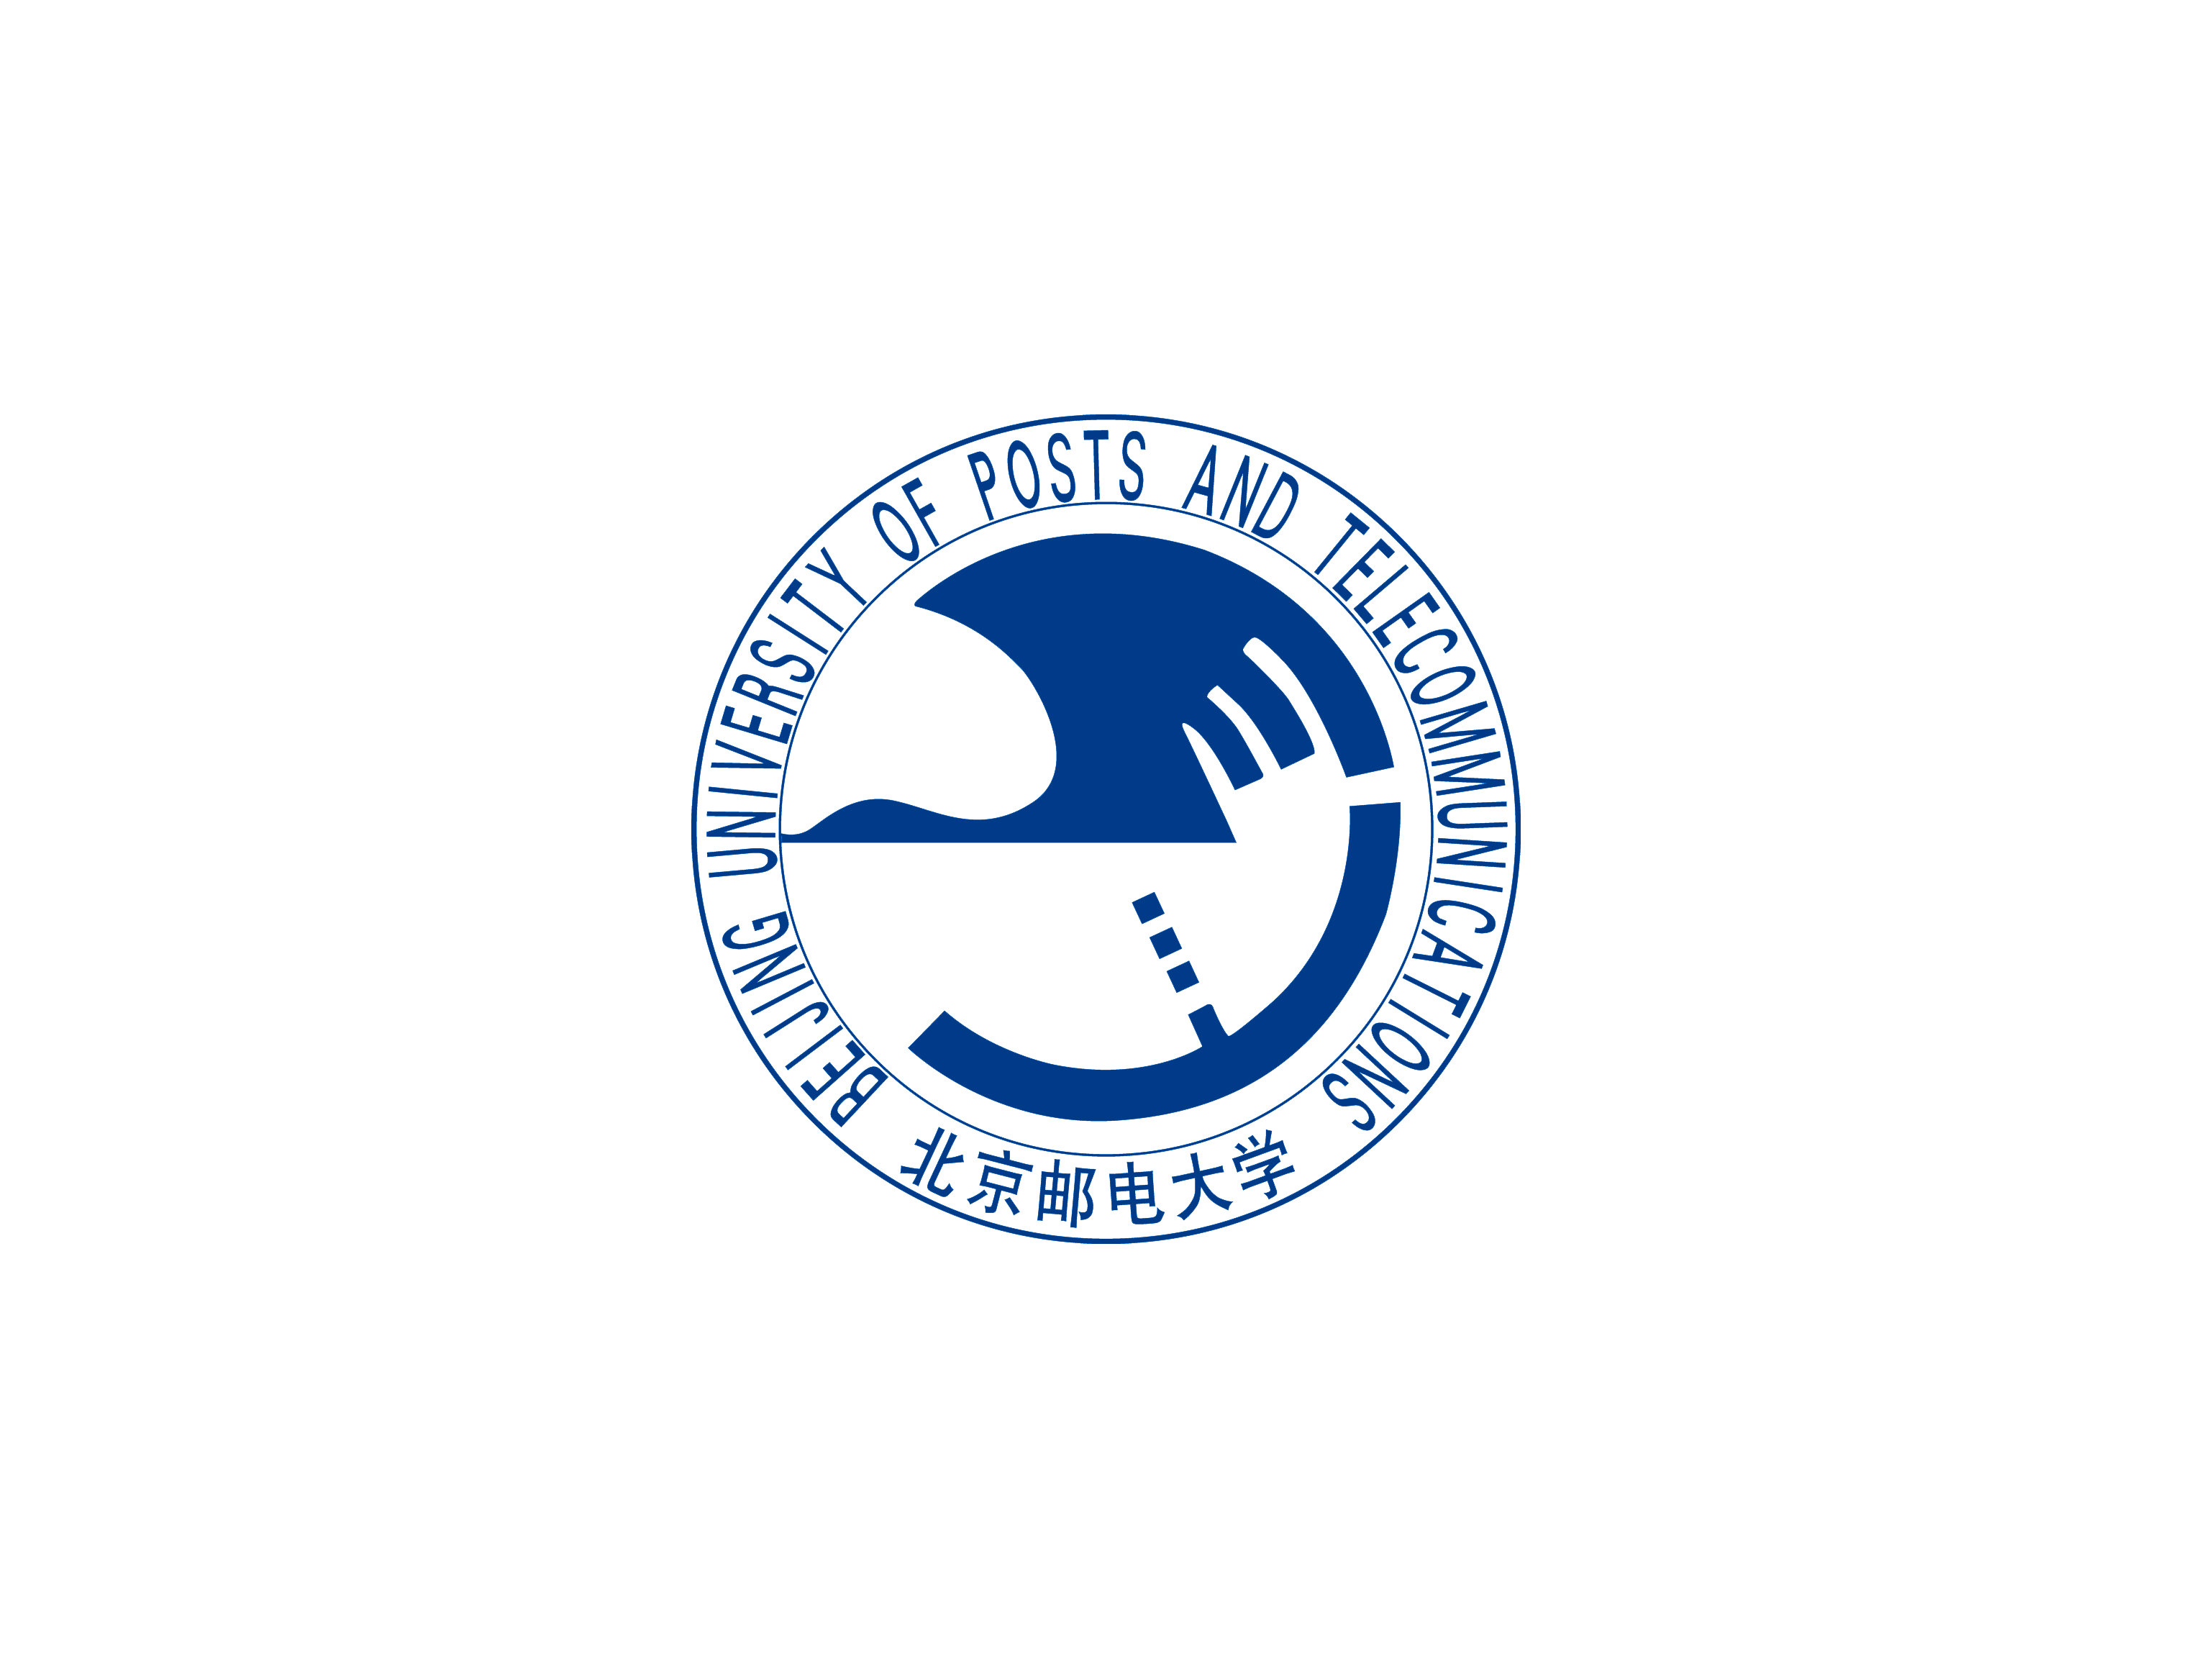 BEIJING UNIVERSITY OF POSTS AND TELECOMMUNICATIONS
北京邮电大学